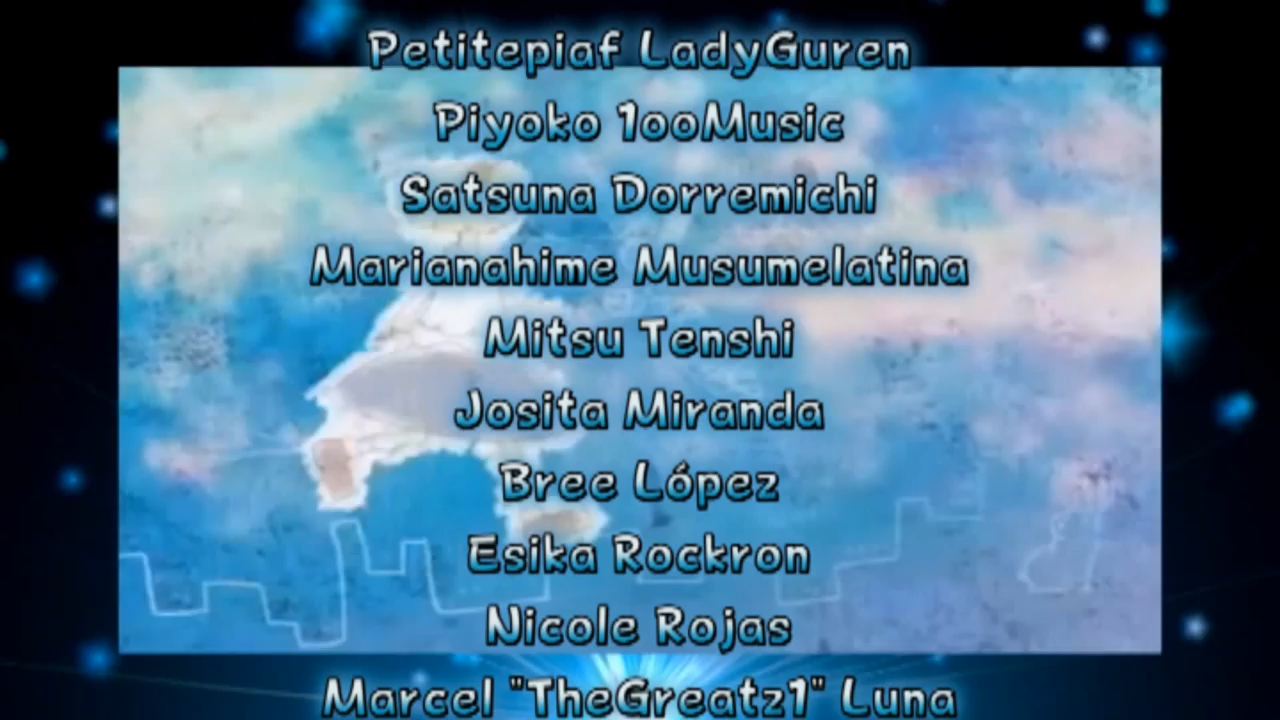 Petitepiaf LadyGuren
Piyoko 1ooMusic
Satsuna Dorremichi
Marianahime Musumelatina
Mitsu Tenshi
Josita Miranda
Bree López
Esika Rockron
Nicole Rojas
Marcel "TheGreatz1" Luna